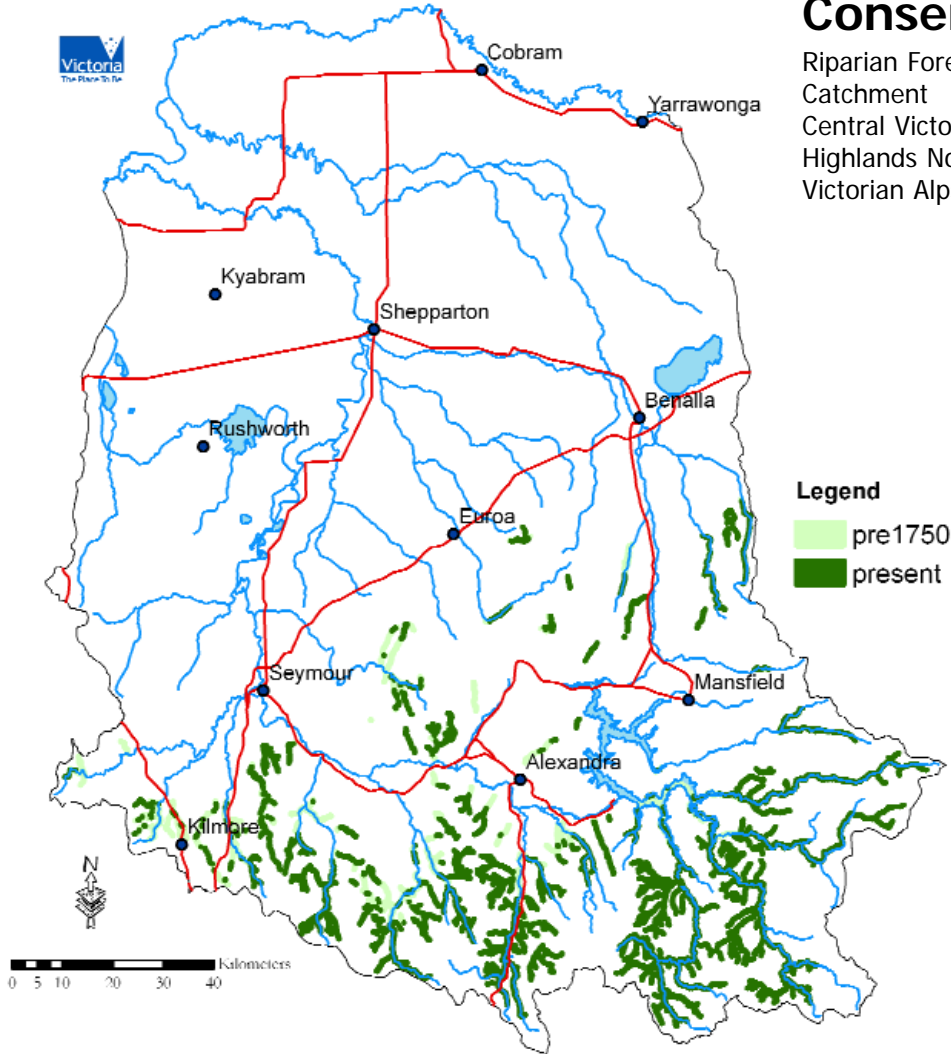 Conser
Riparian Fore
Catchment
Central Victo
Highlands No
Victorian Alp
Victoria
The Place To Be
Cobram
Yarrawonga
Kyabram
Shepparton
Benalla
Rushworth
Euroa
Legend
pre1750
present
Seymour
Mansfield
Alexandra
Kilmore
N
Kilometers
0 5 10 20 30 40